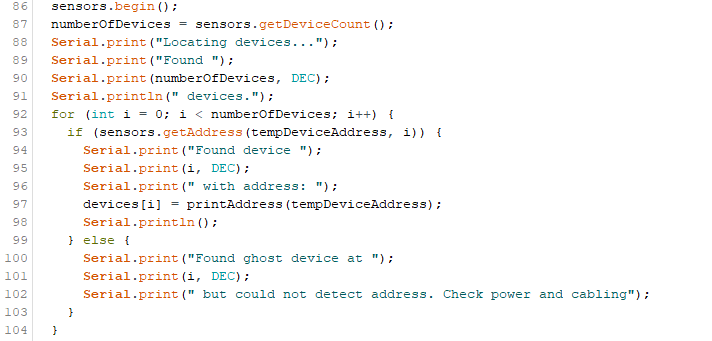 86 sensors.begin();
87 numberOfDevices = sensors.getDeviceCount();
88 Serial.print("Locating devices...");
89 Serial.print("Found ");
90 Serial.print(numberOfDevices, DEC);
91 Serial.println(" devices.");
92 for (int i = 0; i < numberOfDevices; i++) {
93 if (sensors.getAddress(tempDeviceAddress, i)) {
94 Serial.print("Found device ");
95 Serial.print(i, DEC);
96 Serial.print(" with address: ");
97 devices[i] = printAddress(tempDeviceAddress);
98 Serial.println();
99 } else {
100 Serial.print("Found ghost device at ");
101 Serial.print(i, DEC);
102 Serial.print(" but could not detect address. Check power and cabling");
103 }
104 }